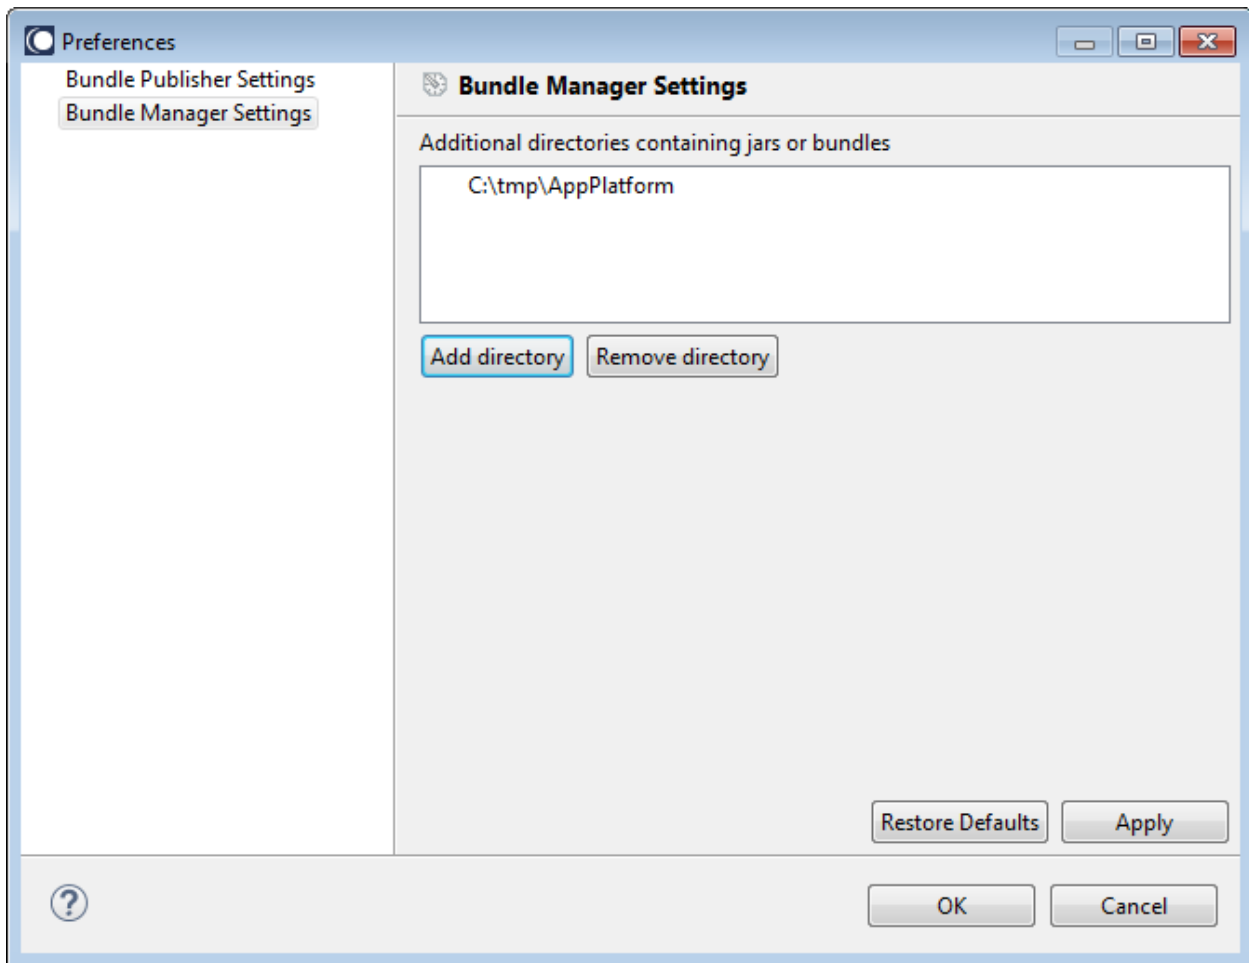 Preferences
Bundle Publisher Settings
Bundle Manager Settings
Bundle Manager Settings
Additional directories containing jars or bundles
C:\tmp\AppPlatform
Add directory
Remove directory
Restore Defaults
Apply
?
OK
Cancel